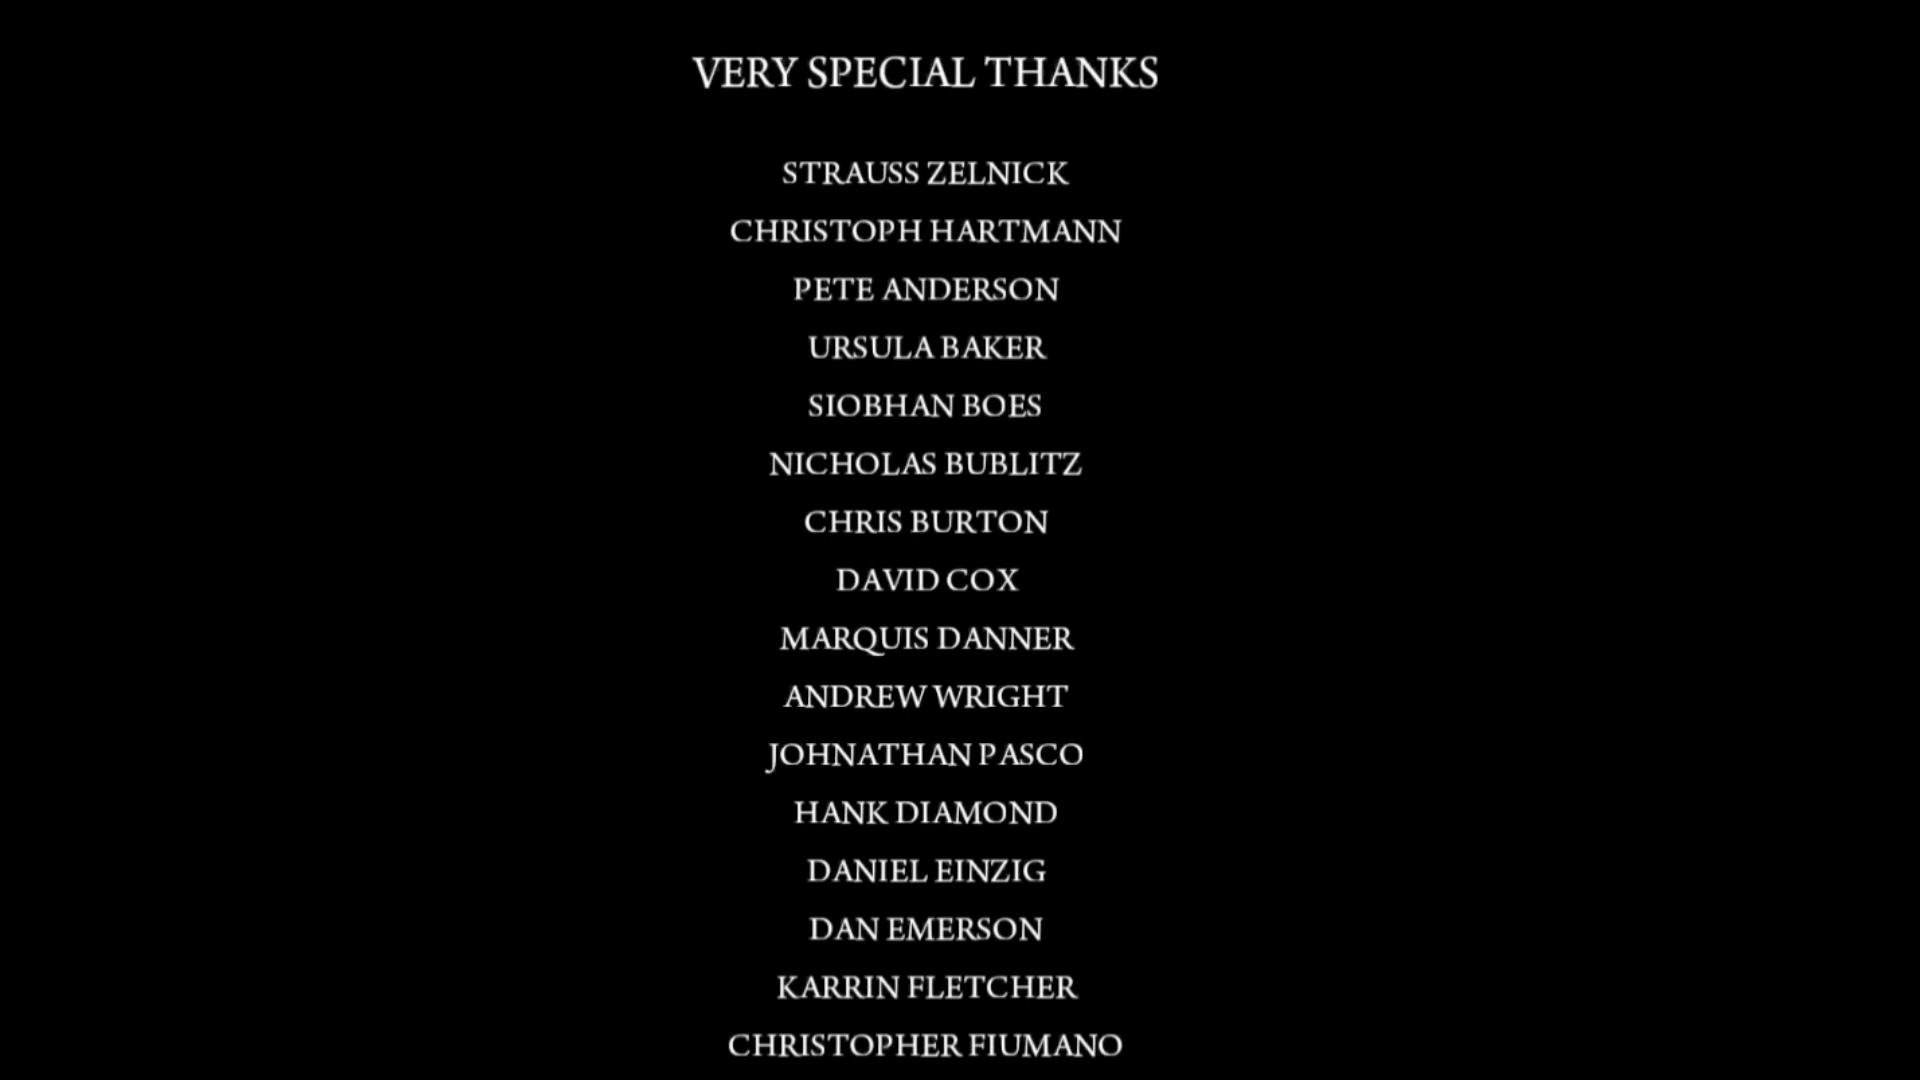 VERY SPECIAL THANKS
STRAUSS ZELNICK
CHRISTOPH HARTMANN
PETE ANDERSON
URSULA BAKER
SIOBHAN BOES
NICHOLAS BUBLITZ
CHRIS BURTON
DAVID COX
MARQUIS DANNER
ANDREW WRIGHT
JOHNATHAN PASCO
HANK DIAMOND
DANIEL EINZIG
DAN EMERSON
KARRIN FLETCHER
CHRISTOPHER FIUMANO